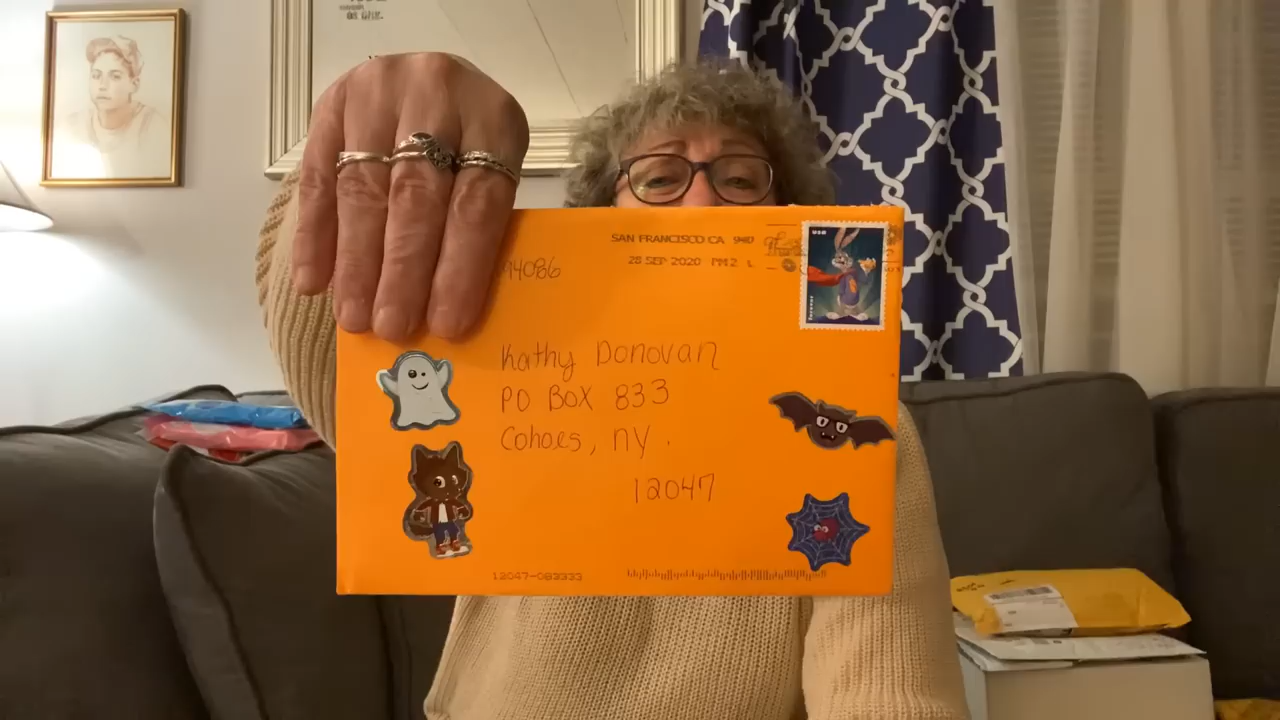 SAN FRANCISCO CA 940
28 SEP 2020 PM 2 L
94086
USA
Forever
Kathy Donovan
PO Box 833
Cohoes, NY.
12047
12047-083333